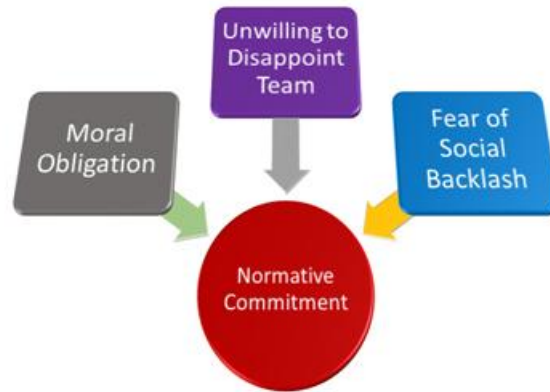 Unwilling to
Disappoint
Team
Moral
Obligation
Fear of
Social
Backlash
Normative
Commitment